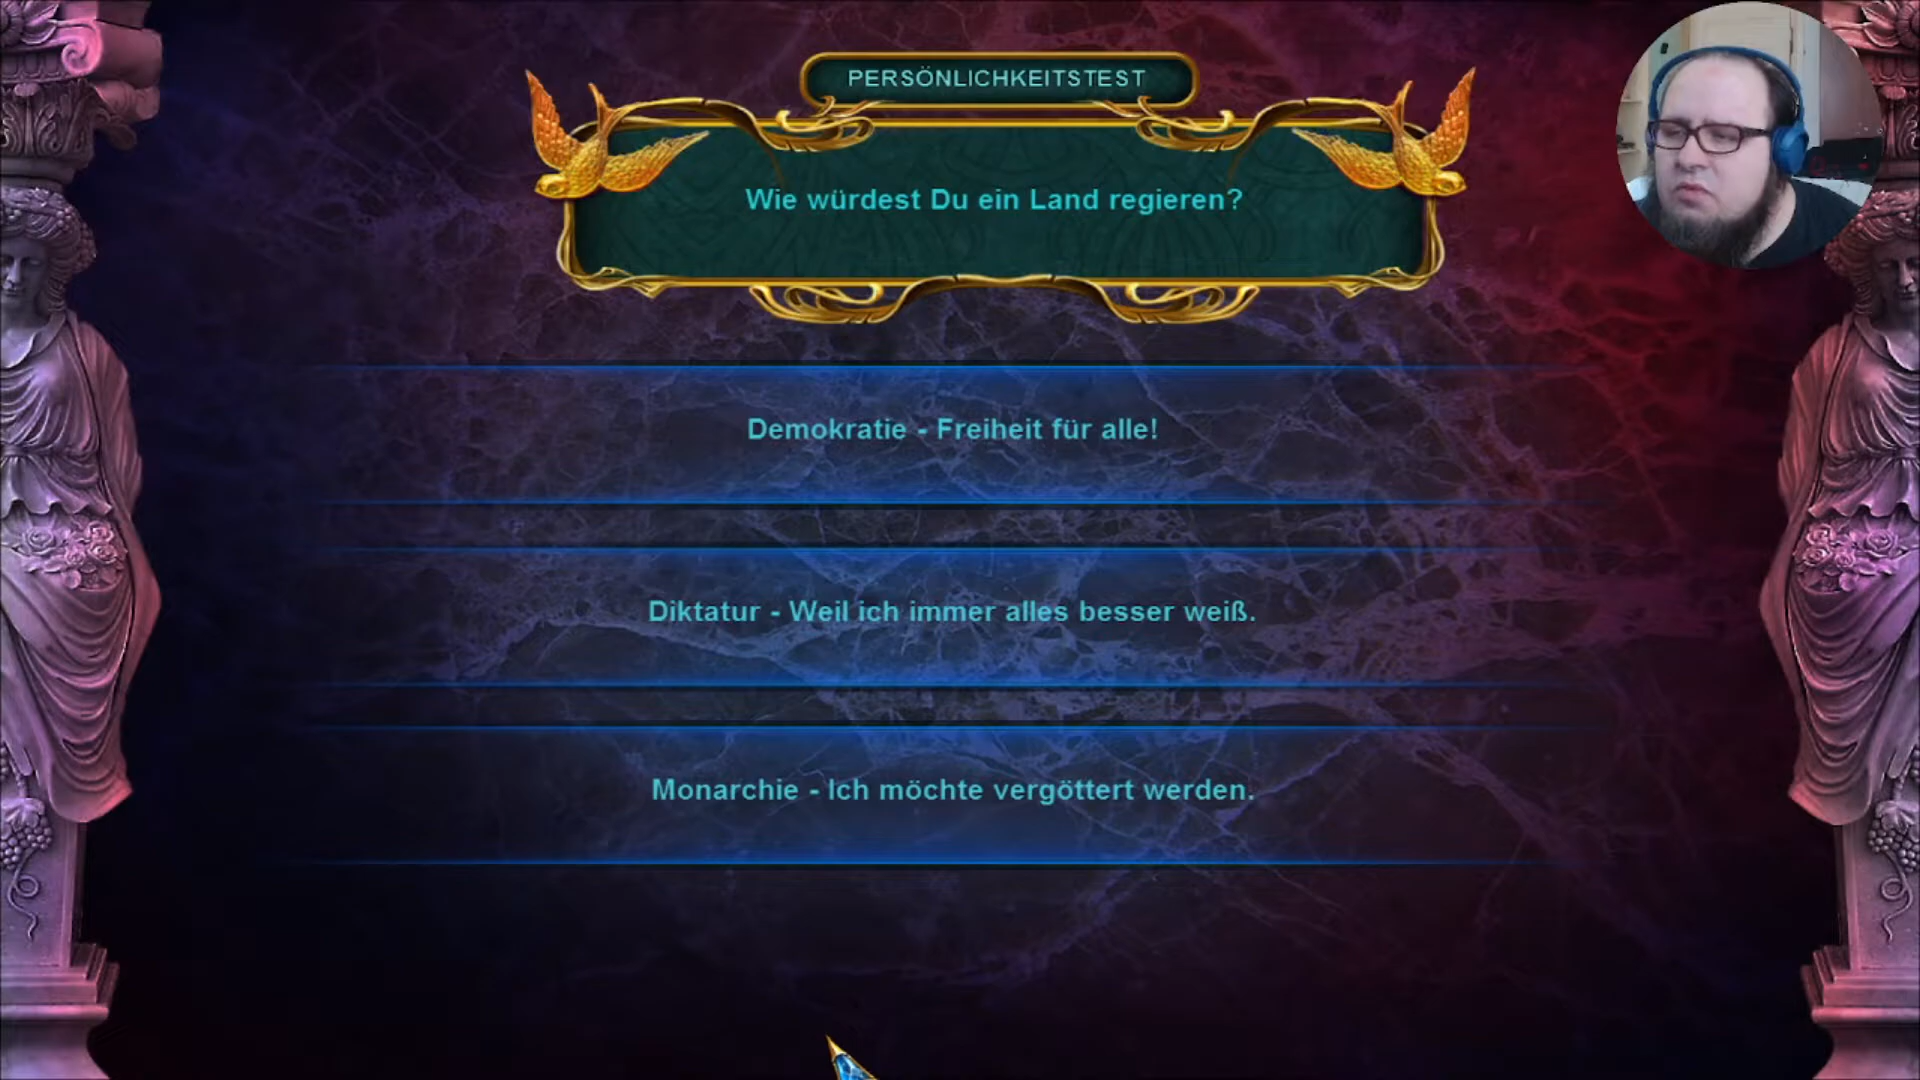 PERSÖNLICHKEITSTEST
Wie würdest Du ein Land regieren?
Demokratie - Freiheit für alle!
Diktatur - Weil ich immer alles besser weiß.
Monarchie - Ich möchte vergöttert werden.